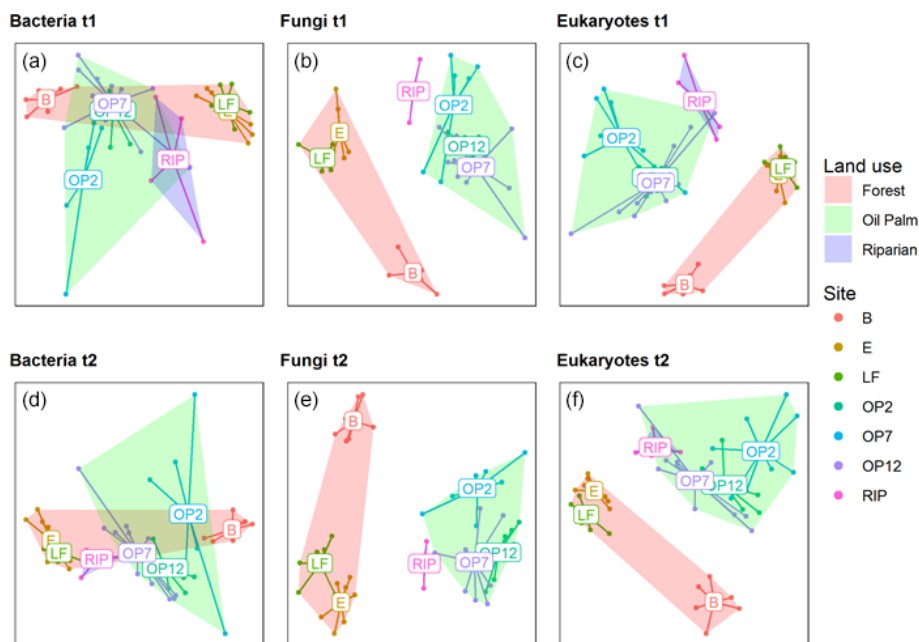 Bacteria t1
Fungi t1
Eukaryotes t1
(a)
B
OP7
OP12
LF
RIP
OP2
(b)
RIP
OP2
E
LF
OP12
OP7
B
(c)
RIP
OP2
LF
OP7
B
Land use
Forest
Oil Palm
Riparian
Site
B
E
LF
OP2
OP7
OP12
RIP
Bacteria t2
Fungi t2
Eukaryotes t2
(d)
OP2
B
E
LF
RIP
OP7
OP12
(e)
B
OP2
LF
RIP
OP7
OP12
E
(f)
RIP
OP2
OP7
OP12
E
LF
B